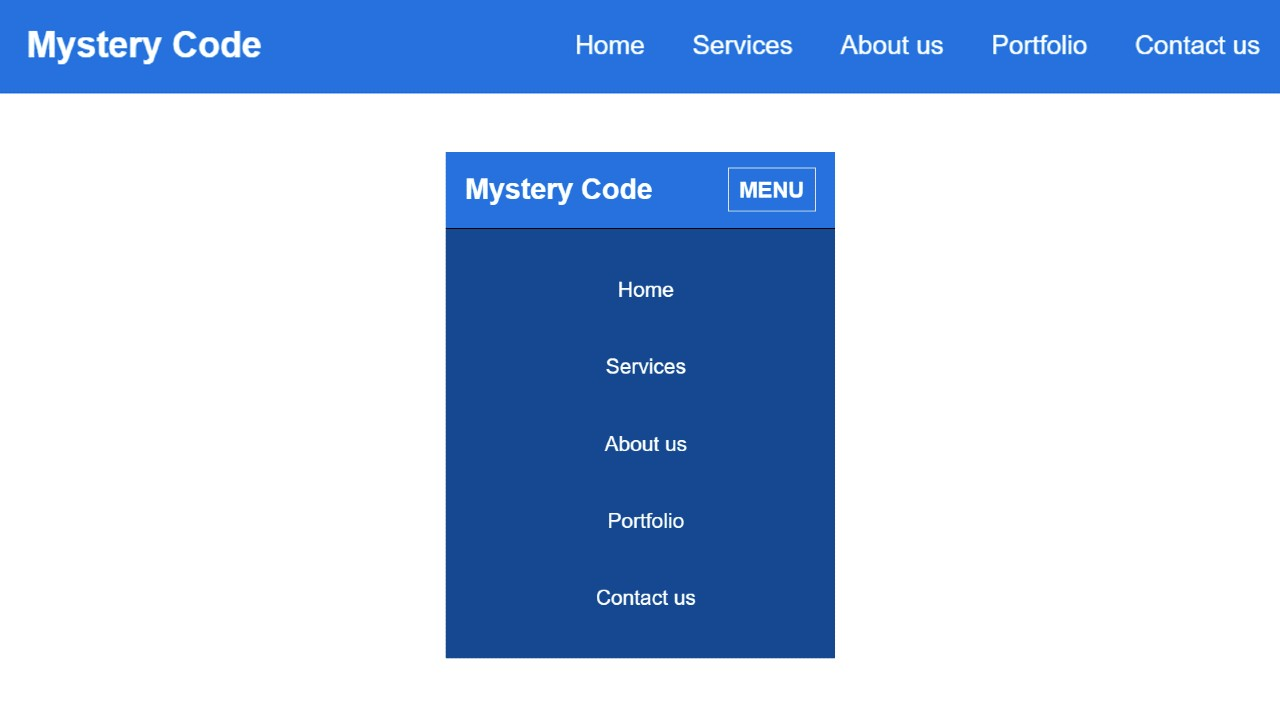 Mystery Code Home Services About us Portfolio Contact us
Mystery Code MENU
Home
Services
About us
Portfolio
Contact us